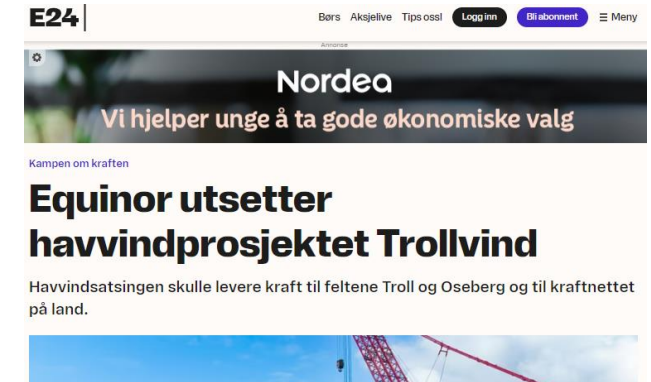 E24
Børs Aksjelive Tips oss! Logg inn Bli abonnent Meny
Annonse
Nordea
Vi hjelper unge å ta gode økonomiske valg
Kampen om kraften
Equinor utsetter
havvindprosjektet Trollvind
Havvindsatsingen skulle levere kraft til feltene Troll og Oseberg og til kraftnettet
på land.